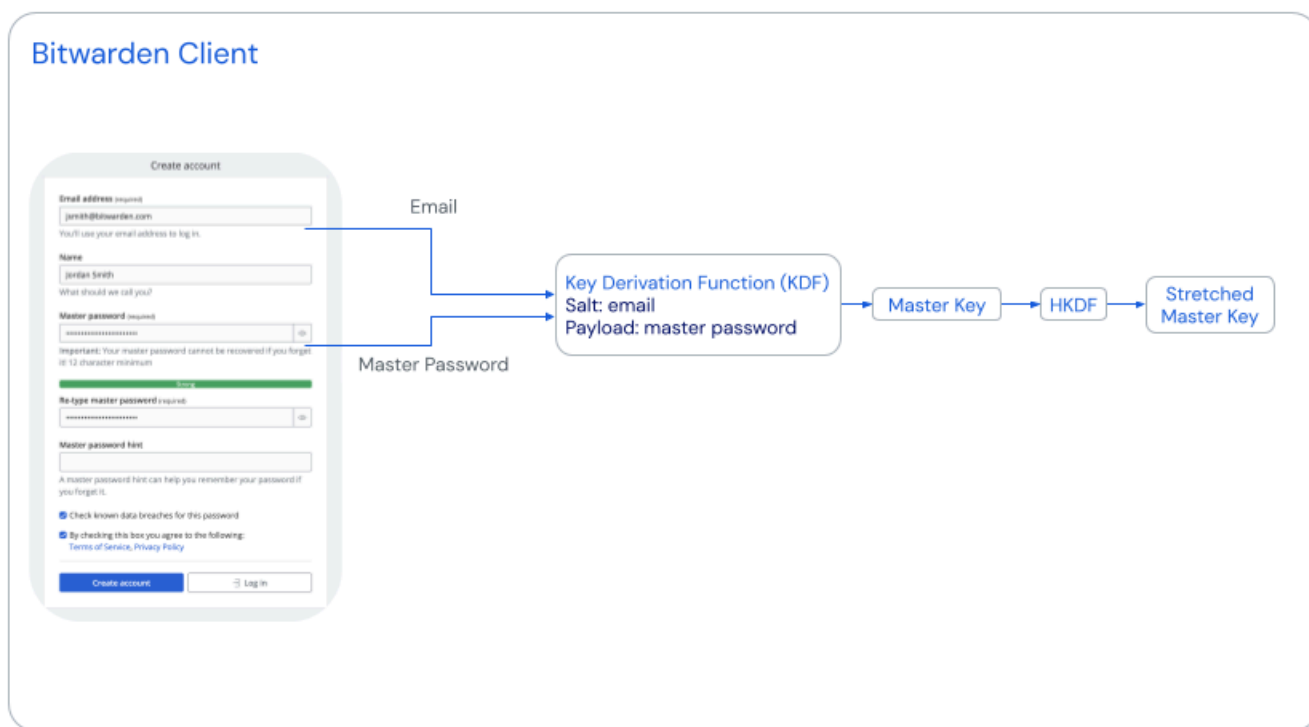 Bitwarden Client
Create account
Email address (required)
jsmith@bitwarden.com
You'll use your email address to log in.
Name
Jordan Smith
What should we call you?
Master password (required)
Important: Your master password cannot be recovered if you forget
it! 12 character minimum
Strong
Re-type master password (required)
Master password hint
A master password hint can help you remember your password if
you forget it.
Check known data breaches for this password
By checking this box you agree to the following:
Terms of Service, Privacy Policy
Create account
Log in
Email
Master Password
Key Derivation Function (KDF)
Salt: email
Payload: master password
Master Key
HKDF
Stretched
Master Key